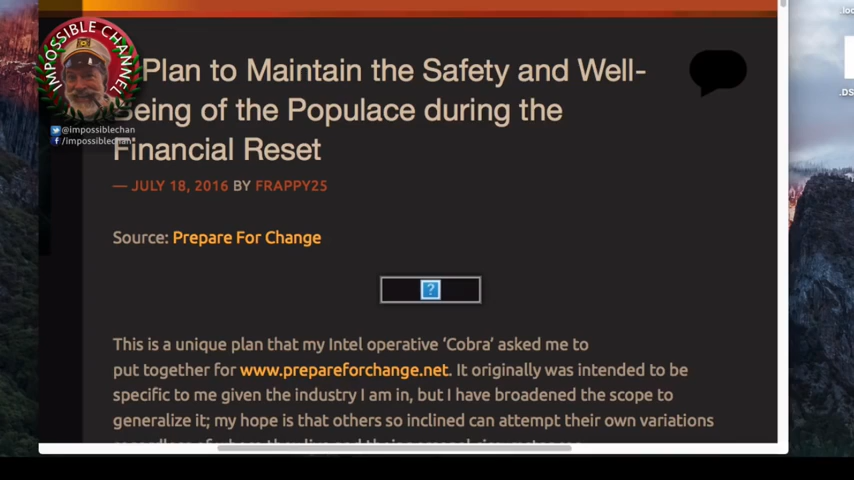 IMPOSSIBLE CHANNEL
Plan to Maintain the Safety and Well-
Being of the Populace during the
@impossiblechan
/impossiblechan
Financial Reset
— JULY 18, 2016 BY FRAPPY25
Source: Prepare For Change
?
This is a unique plan that my Intel operative ‘Cobra’ asked me to
put together for www.prepareforchange.net. It originally was intended to be
specific to me given the industry I am in, but I have broadened the scope to
generalize it; my hope is that others so inclined can attempt their own variations
.DS